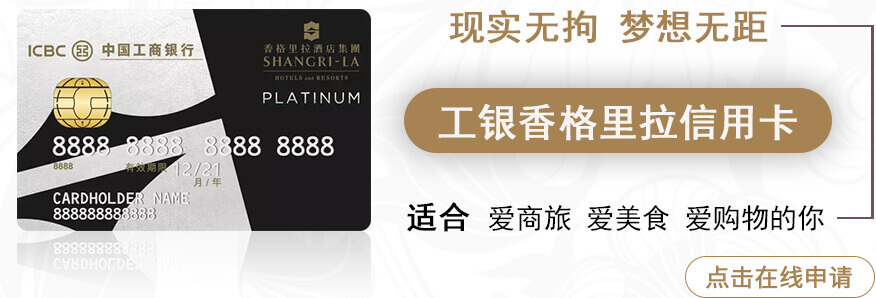 ICBC 中国工商银行
香格里拉酒店集團
SHANGRI-LA
HOTELS and RESORTS
PLATINUM
8888 8888 8888 8888
8888
有效期限 12/21
月/年
CARDHOLDER NAME
888888888888
现实无拘 梦想无距
工银香格里拉信用卡
适合 爱商旅 爱美食 爱购物的你
点击在线申请